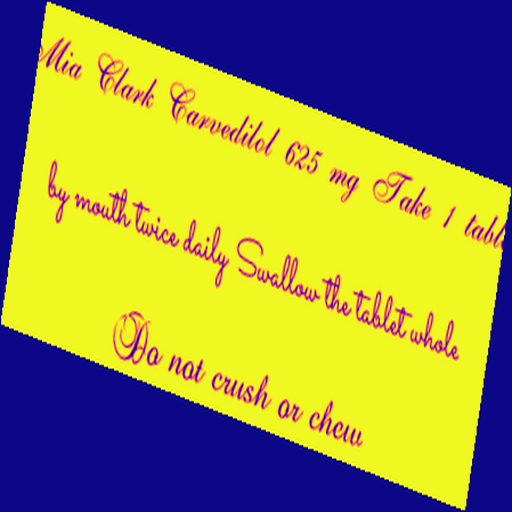 Mia Clark Carvedilol 625 mg Take 1 tabl
by mouth twice daily Swallow the tablet whole
Do not crush or chew